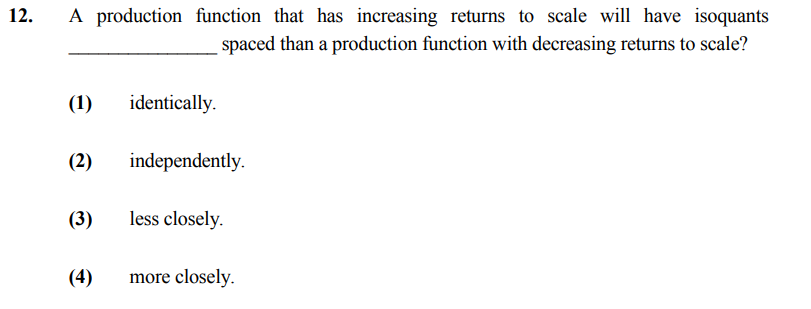 12. A production function that has increasing returns to scale will have isoquants
_______________ spaced than a production function with decreasing returns to scale?
(1) identically.
(2) independently.
(3) less closely.
(4) more closely.